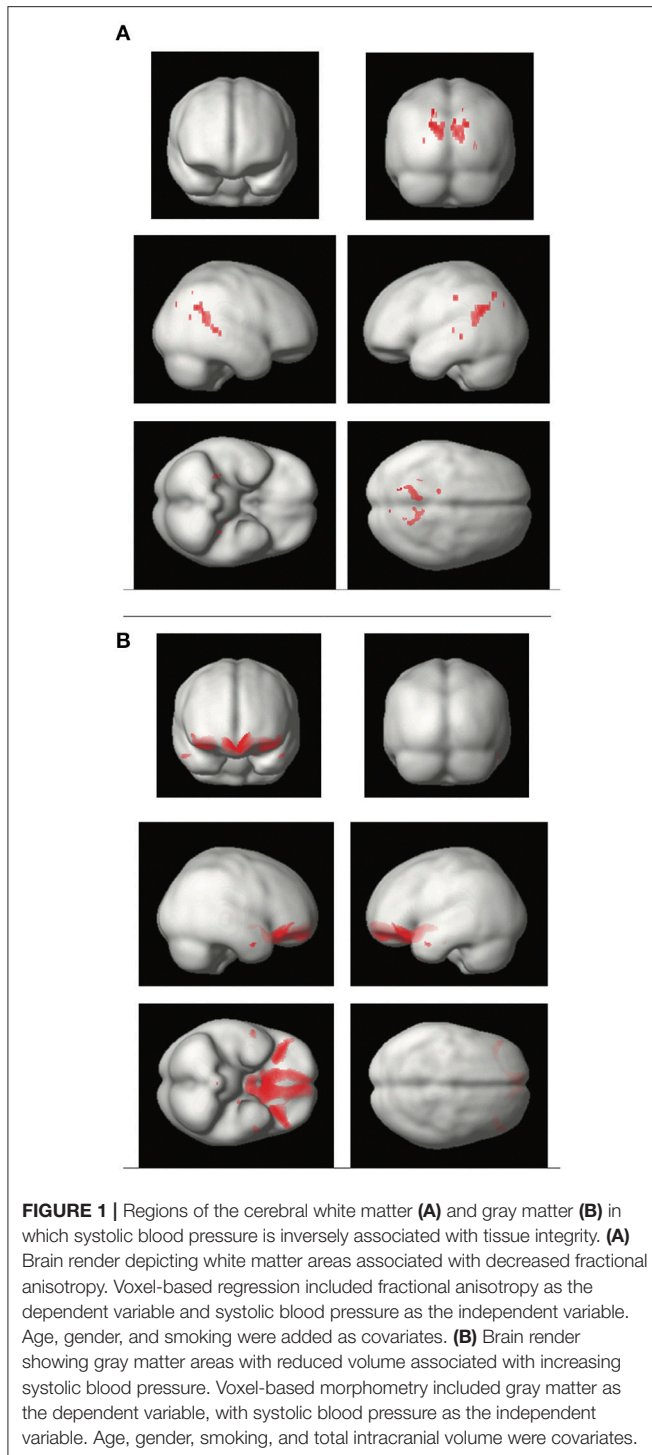 A
B
FIGURE 1 | Regions of the cerebral white matter (A) and gray matter (B) in
which systolic blood pressure is inversely associated with tissue integrity. (A)
Brain render depicting white matter areas associated with decreased fractional
anisotropy. Voxel-based regression included fractional anisotropy as the
dependent variable and systolic blood pressure as the independent variable.
Age, gender, and smoking were added as covariates. (B) Brain render
showing gray matter areas with reduced volume associated with increasing
systolic blood pressure. Voxel-based morphometry included gray matter as
the dependent variable, with systolic blood pressure as the independent
variable. Age, gender, smoking, and total intracranial volume were covariates.